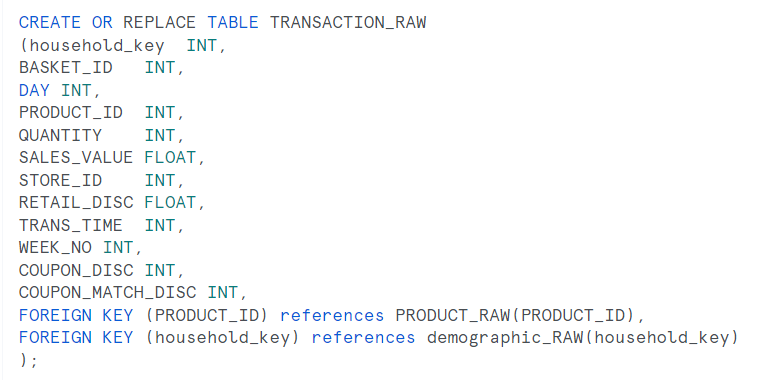 CREATE OR REPLACE TABLE TRANSACTION_RAW
(household_key  INT,
BASKET_ID   INT,
DAY INT,
PRODUCT_ID  INT,
QUANTITY    INT,
SALES_VALUE FLOAT,
STORE_ID    INT,
RETAIL_DISC FLOAT,
TRANS_TIME  INT,
WEEK_NO INT,
COUPON_DISC INT,
COUPON_MATCH_DISC INT,
FOREIGN KEY (PRODUCT_ID) references PRODUCT_RAW(PRODUCT_ID),
FOREIGN KEY (household_key) references demographic_RAW(household_key)
);